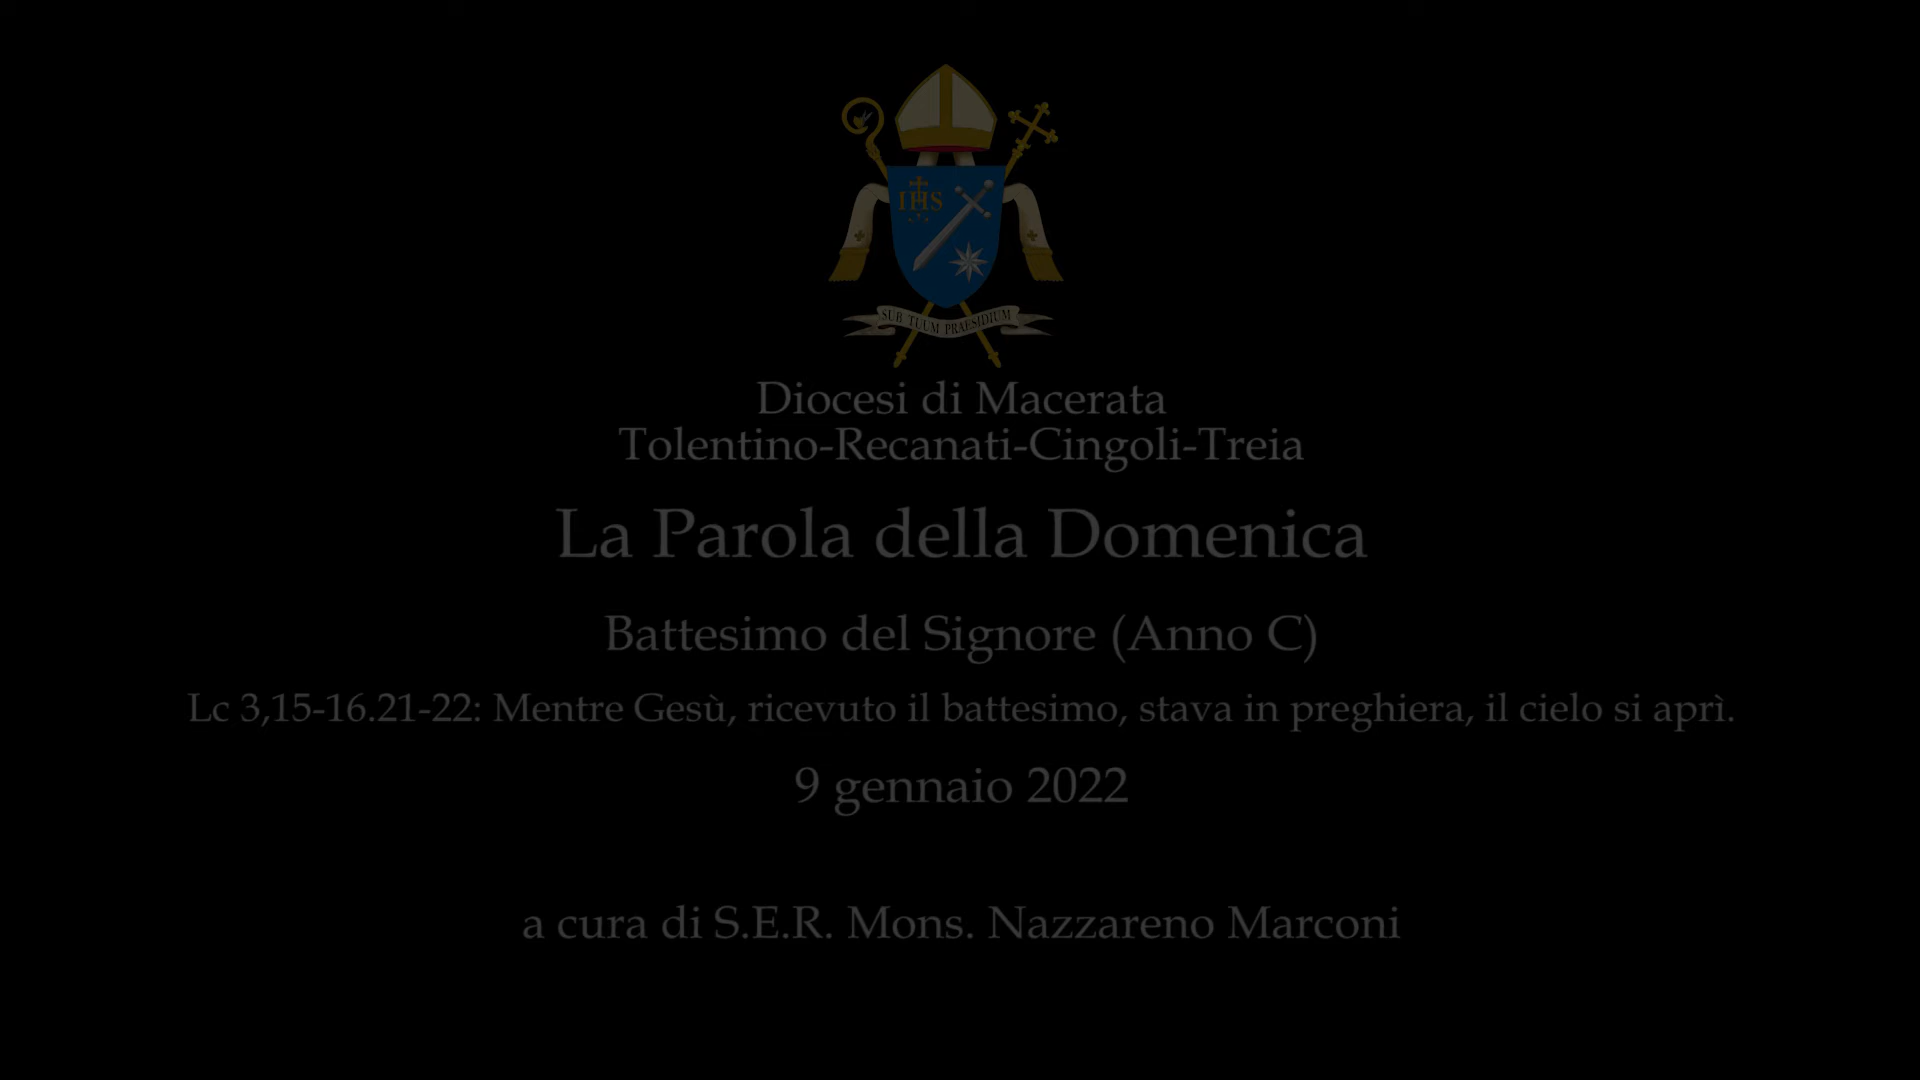 IHS
SUB TUUM PRAESIDIUM
Diocesi di Macerata
Tolentino-Recanati-Cingoli-Treia
La Parola della Domenica
Battesimo del Signore (Anno C)
Lc 3,15-16.21-22: Mentre Gesù, ricevuto il battesimo, stava in preghiera, il cielo si aprì.
9 gennaio 2022
a cura di S.E.R. Mons. Nazzareno Marconi